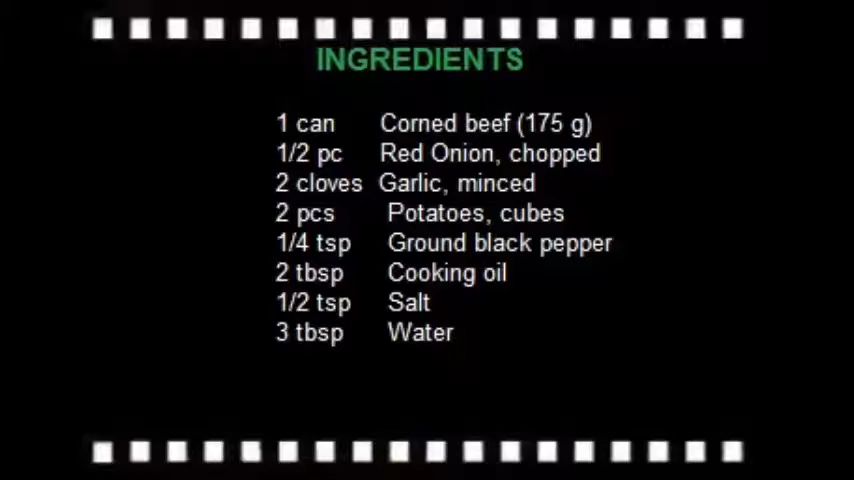 INGREDIENTS
1 can Corned beef (175 g)
1/2 pc Red Onion, chopped
2 cloves Garlic, minced
2 pcs Potatoes, cubes
1/4 tsp Ground black pepper
2 tbsp Cooking oil
1/2 tsp Salt
3 tbsp Water